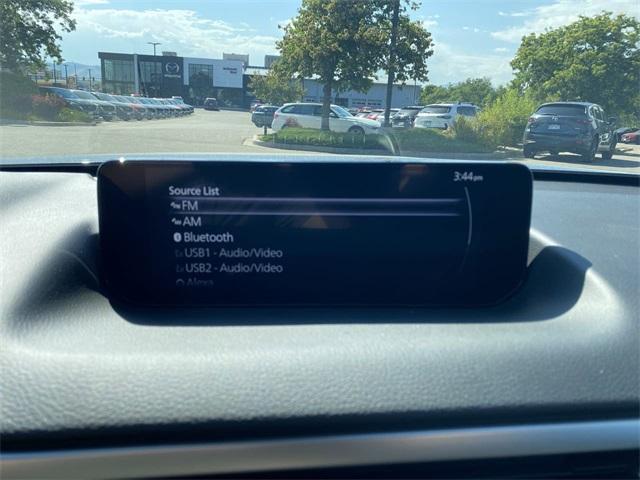 3:44pm
Source List
FM
AM
Bluetooth
USB1 - Audio/Video
USB2 - Audio/Video
Alexa